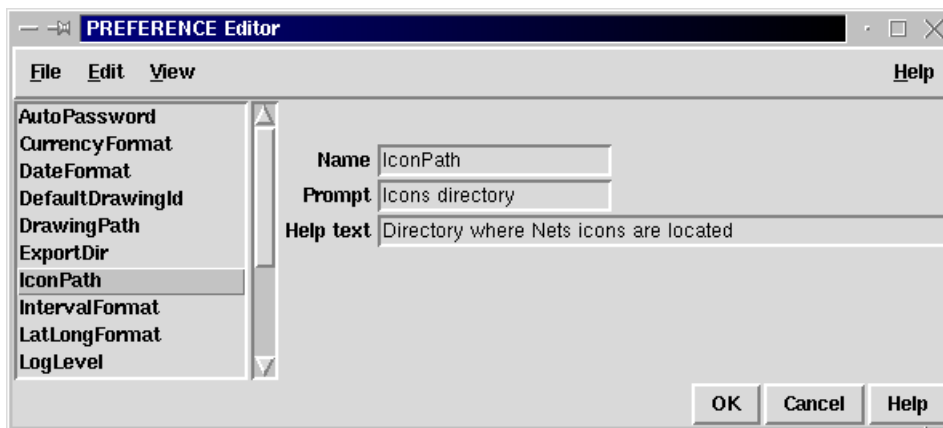 PREFERENCE Editor
File Edit View Help
AutoPassword
CurrencyFormat
DateFormat
DefaultDrawingId
DrawingPath
ExportDir
IconPath
IntervalFormat
LatLongFormat
LogLevel
Name IconPath
Prompt Icons directory
Help text Directory where Nets icons are located
OK Cancel Help